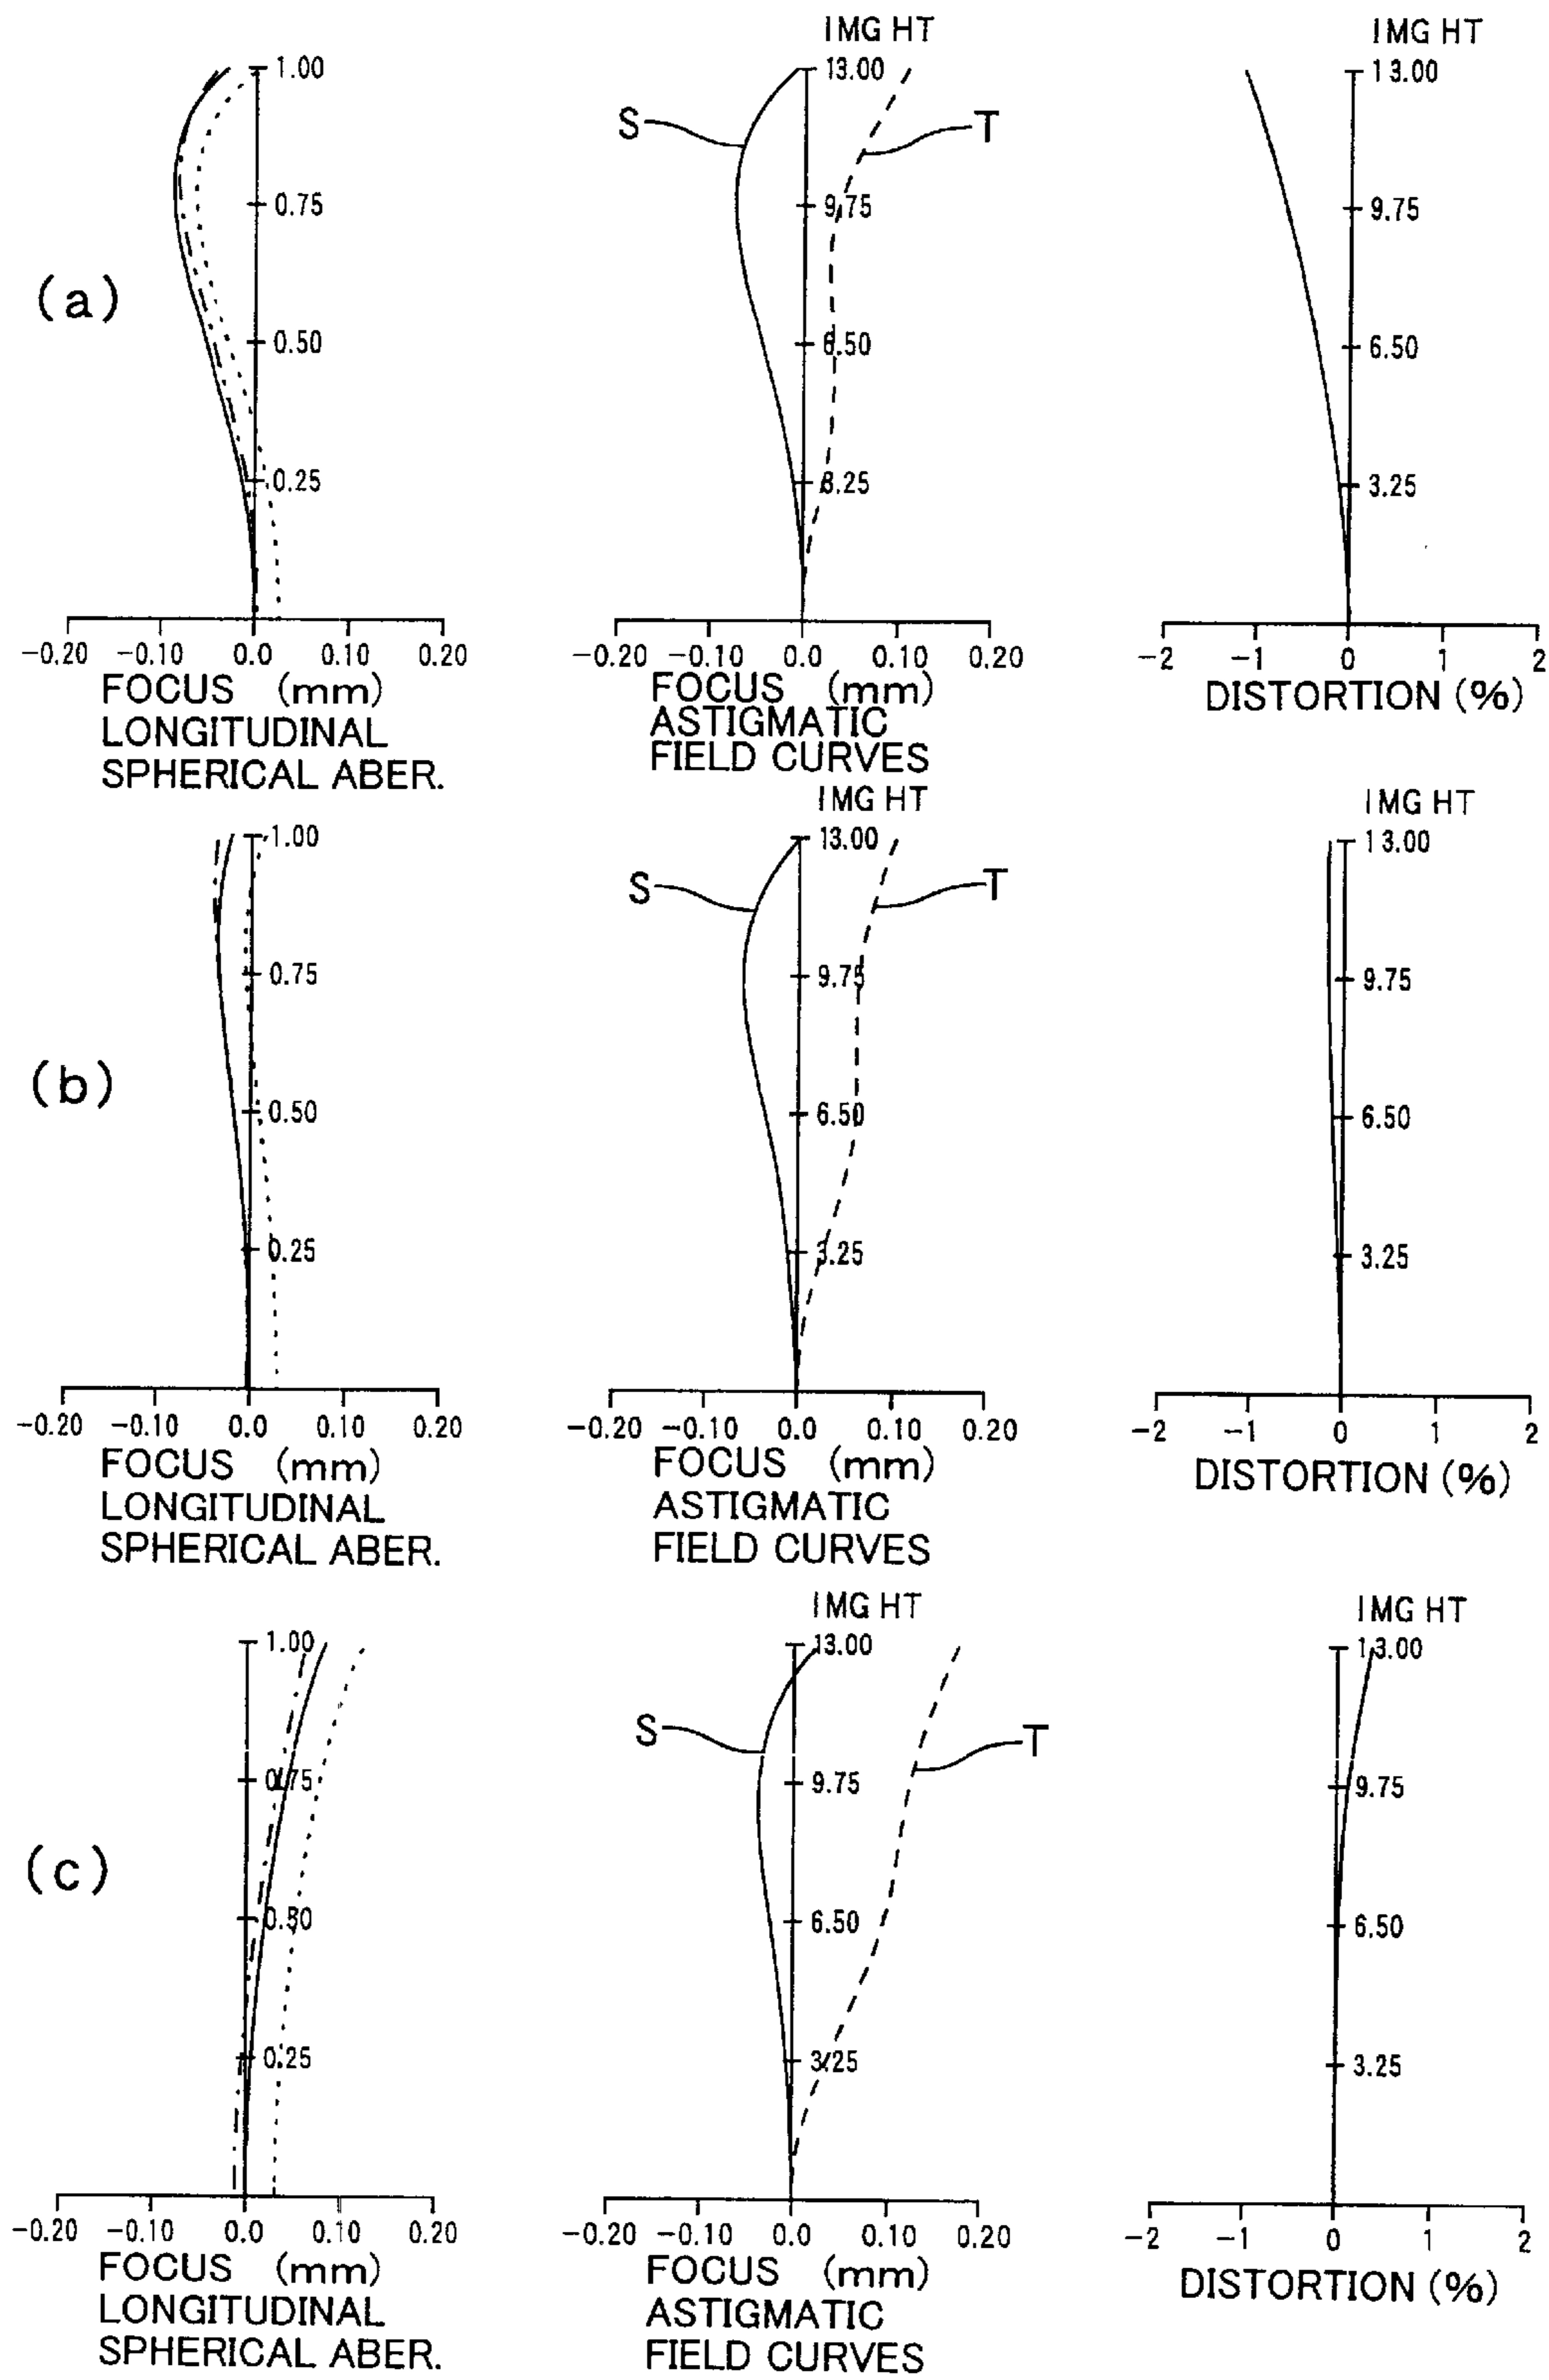 IMG HT
IMG HT
1.00
13.00
13.00
S
T
0.75
9.75
9.75
(a)
0.50
6.50
6.50
0.25
3.25
3.25
-0.20 -0.10 0.0 0.10 0.20
-0.20 -0.10 0.0 0.10 0.20
-2 -1 0 1 2
FOCUS (mm)
LONGITUDINAL
SPHERICAL ABER.
FOCUS (mm)
ASTIGMATIC
FIELD CURVES
DISTORTION (%)
IMG HT
IMG HT
1.00
13.00
13.00
S
T
0.75
9.75
9.75
(b)
0.50
6.50
6.50
0.25
3.25
3.25
-0.20 -0.10 0.0 0.10 0.20
-0.20 -0.10 0.0 0.10 0.20
-2 -1 0 1 2
FOCUS (mm)
LONGITUDINAL
SPHERICAL ABER.
FOCUS (mm)
ASTIGMATIC
FIELD CURVES
DISTORTION (%)
IMG HT
IMG HT
1.00
13.00
13.00
S
T
0.75
9.75
9.75
(c)
0.50
6.50
6.50
0.25
3.25
3.25
-0.20 -0.10 0.0 0.10 0.20
-0.20 -0.10 0.0 0.10 0.20
-2 -1 0 1 2
FOCUS (mm)
LONGITUDINAL
SPHERICAL ABER.
FOCUS (mm)
ASTIGMATIC
FIELD CURVES
DISTORTION (%)